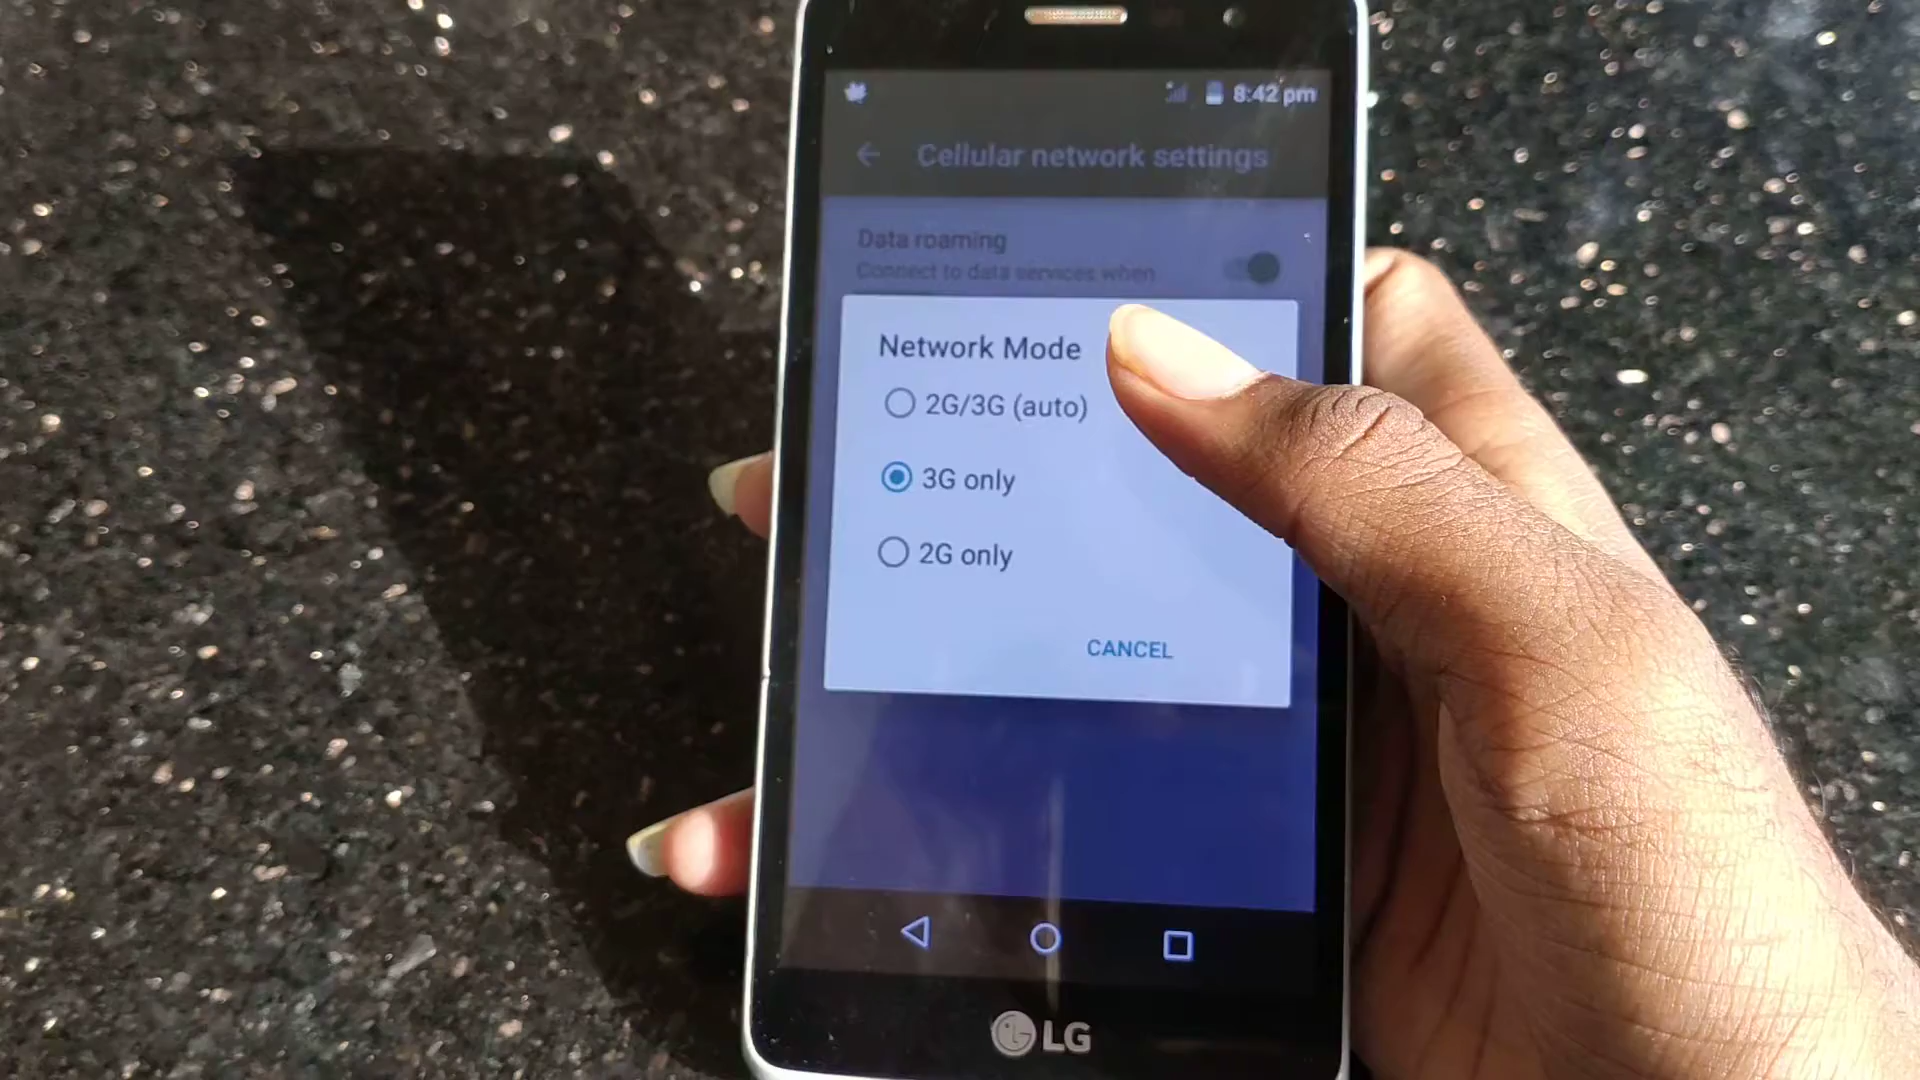 8:42 pm
Cellular network settings
Data roaming
Connect to data services when
Network Mode
2G/3G (auto)
3G only
2G only
CANCEL
LG